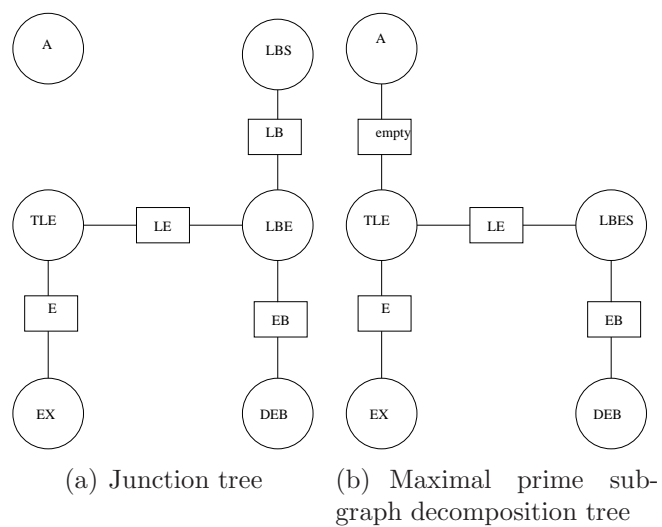 A
LBS
LB
TLE
LE
LBE
E
EB
EX
DEB
(a) Junction tree
A
empty
TLE
LE
LBES
E
EB
EX
DEB
(b) Maximal prime sub-
graph decomposition tree